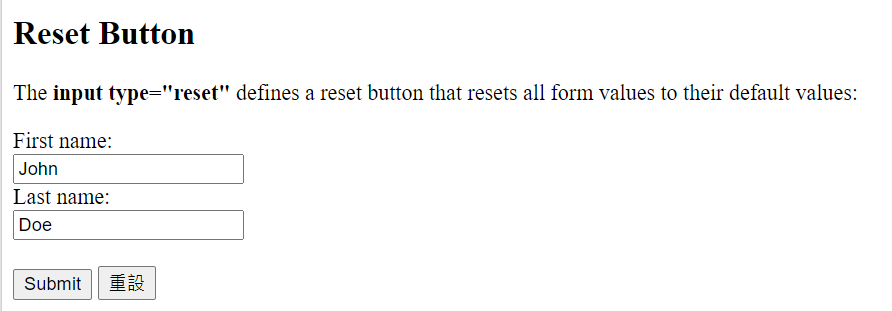 Reset Button
The input type="reset" defines a reset button that resets all form values to their default values:
First name:
John
Last name:
Doe
Submit 重設